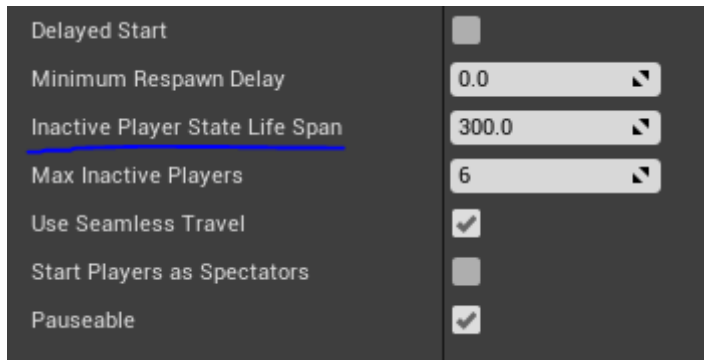 Delayed Start
Minimum Respawn Delay 0.0
Inactive Player State Life Span 300.0
Max Inactive Players 6
Use Seamless Travel
Start Players as Spectators
Pauseable